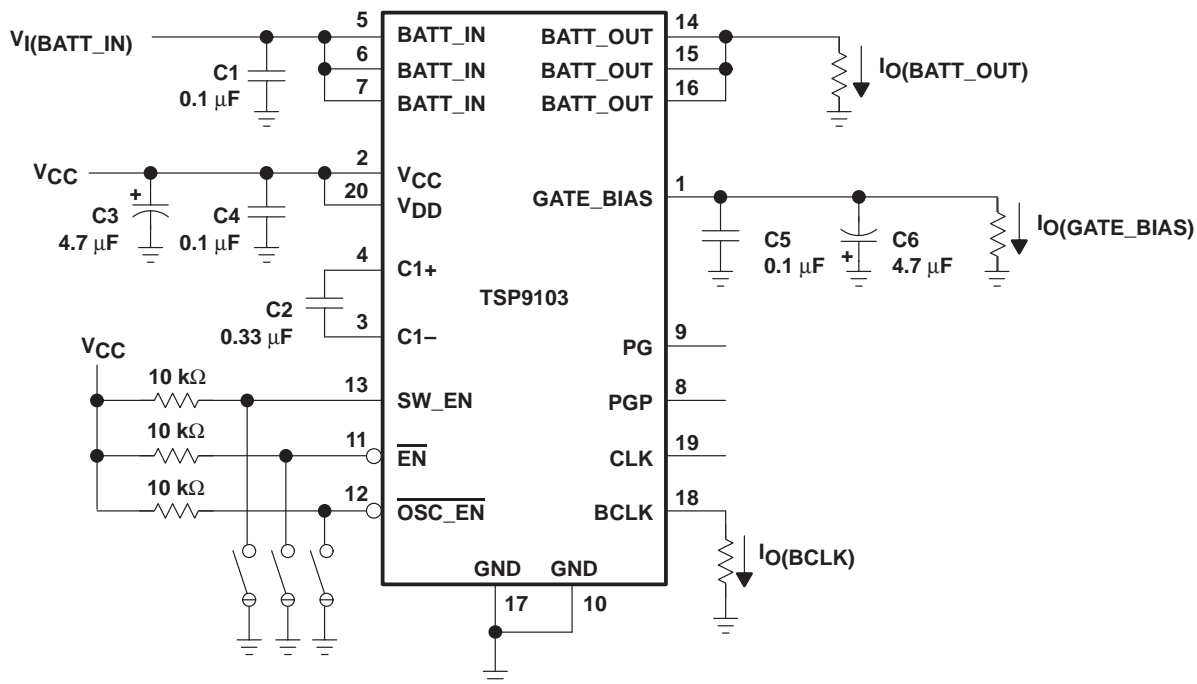 VI(BATT_IN)
C1
0.1 µF
5
BATT_IN
6
BATT_IN
7
BATT_IN
BATT_OUT
14
BATT_OUT
15
BATT_OUT
16
IO(BATT_OUT)
VCC
+
C3
4.7 µF
C4
0.1 µF
2
VCC
20
VDD
GATE_BIAS
1
C5
0.1 µF
+
C6
4.7 µF
IO(GATE_BIAS)
4
C1+
C2
0.33 µF
3
C1–
TSP9103
VCC
10 kΩ
13
SW_EN
10 kΩ
11
EN
10 kΩ
12
OSC_EN
PG
9
PGP
8
CLK
19
BCLK
18
IO(BCLK)
GND
GND
17
10